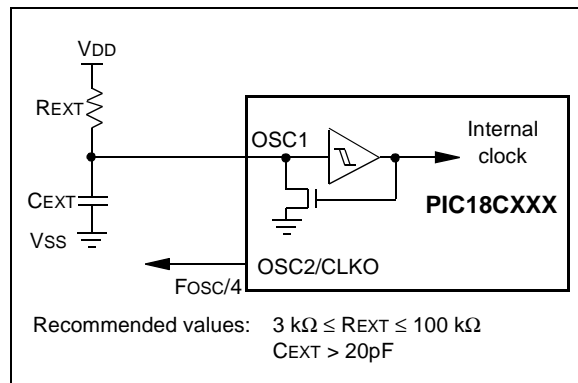 VDD
REXT
OSC1
Internal
clock
CEXT
PIC18CXXX
VSS
OSC2/CLKO
FOSC/4
Recommended values: 3 kΩ ≤ REXT ≤ 100 kΩ
CEXT > 20pF